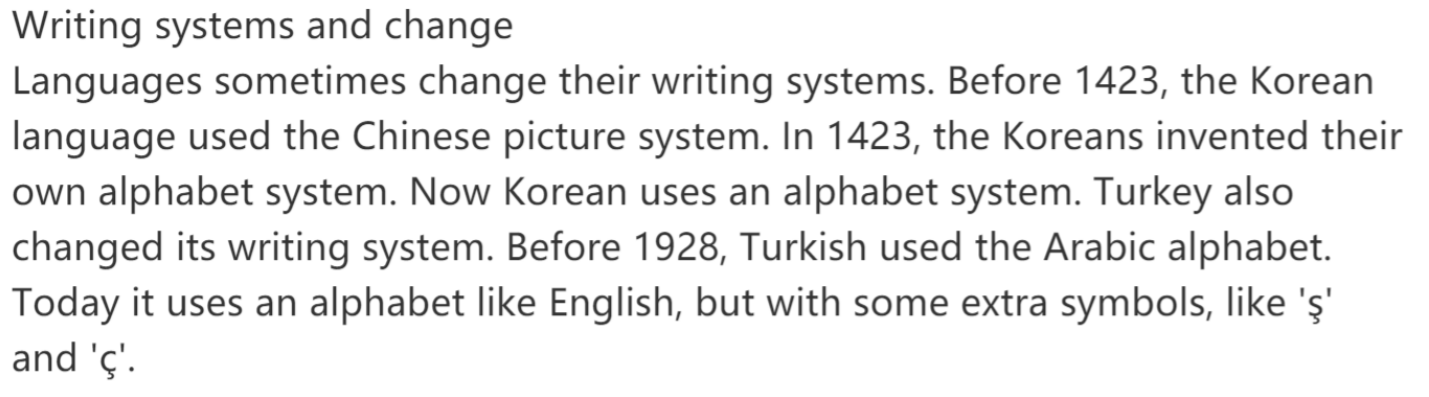 Writing systems and change
Languages sometimes change their writing systems. Before 1423, the Korean
language used the Chinese picture system. In 1423, the Koreans invented their
own alphabet system. Now Korean uses an alphabet system. Turkey also
changed its writing system. Before 1928, Turkish used the Arabic alphabet.
Today it uses an alphabet like English, but with some extra symbols, like 'ş'
and 'ç'.